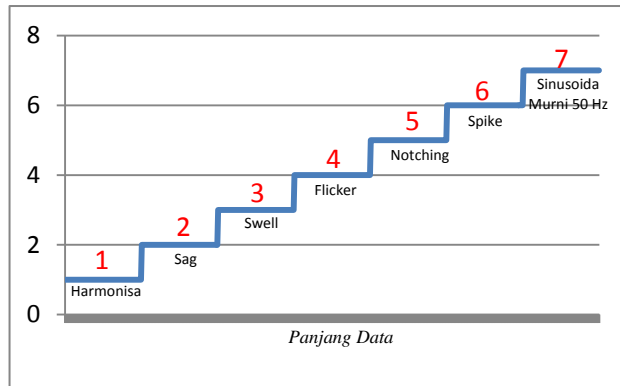 8
7
Sinusoida
Murni 50 Hz
6
6
Spike
5
Notching
4
4
Flicker
3
Swell
2
2
Sag
1
Harmonisa
0
Panjang Data